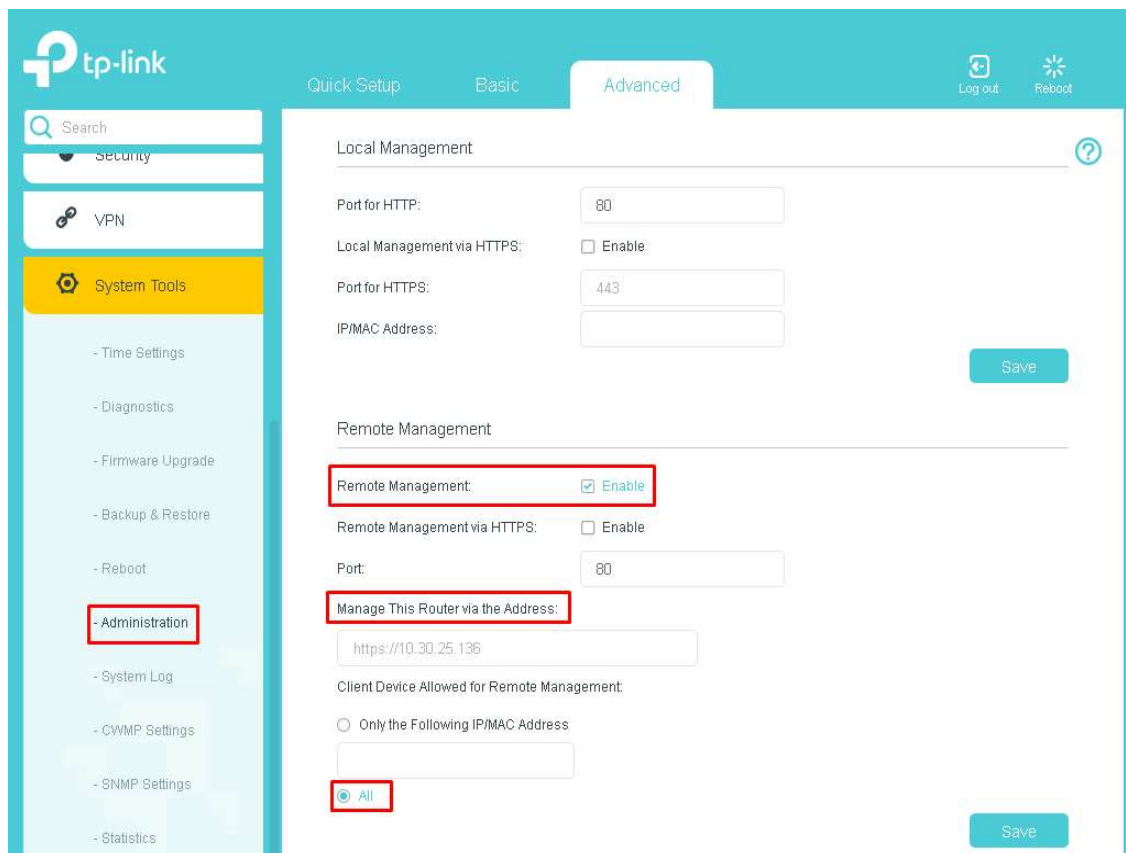 tp-link
Quick Setup
Basic
Advanced
Log out
Reboot
Search
Security
VPN
System Tools
- Time Settings
- Diagnostics
- Firmware Upgrade
- Backup & Restore
- Reboot
- Administration
- System Log
- CWMP Settings
- SNMP Settings
- Statistics
Local Management
?
Port for HTTP: 80
Local Management via HTTPS: Enable
Port for HTTPS: 443
IP/MAC Address:
Save
Remote Management
Remote Management: Enable
Remote Management via HTTPS: Enable
Port: 80
Manage This Router via the Address:
https://10.30.25.136
Client Device Allowed for Remote Management:
Only the Following IP/MAC Address
All
Save